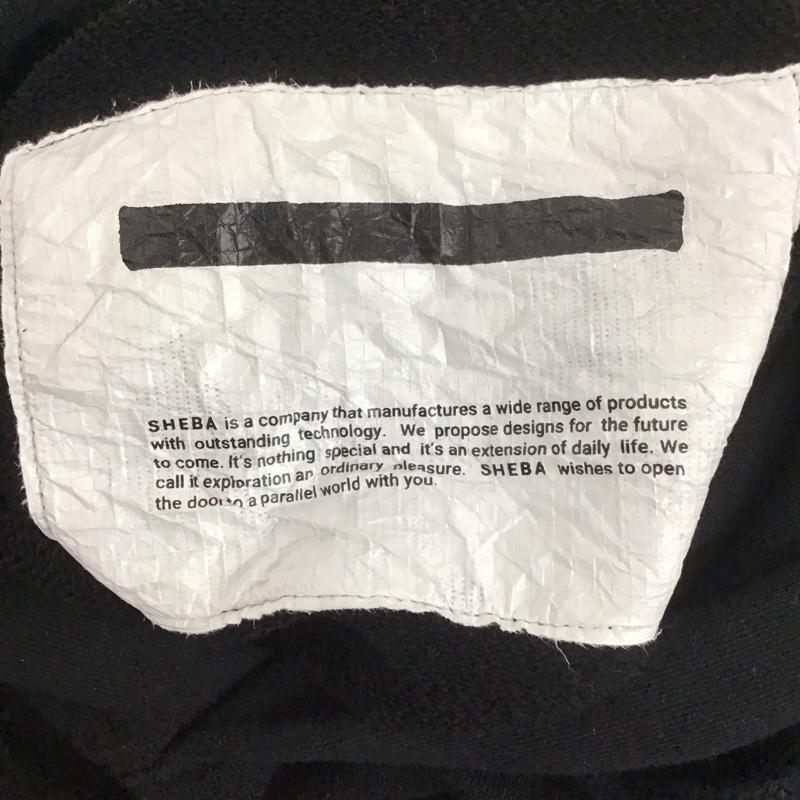 SHEBA is a company that manufactures a wide range of products
with outstanding technology. We propose designs for the future
to come. It's nothing special and it's an extension of daily life. We
call it exploration an ordinary pleasure. SHEBA wishes to open
the door to a parallel world with you.